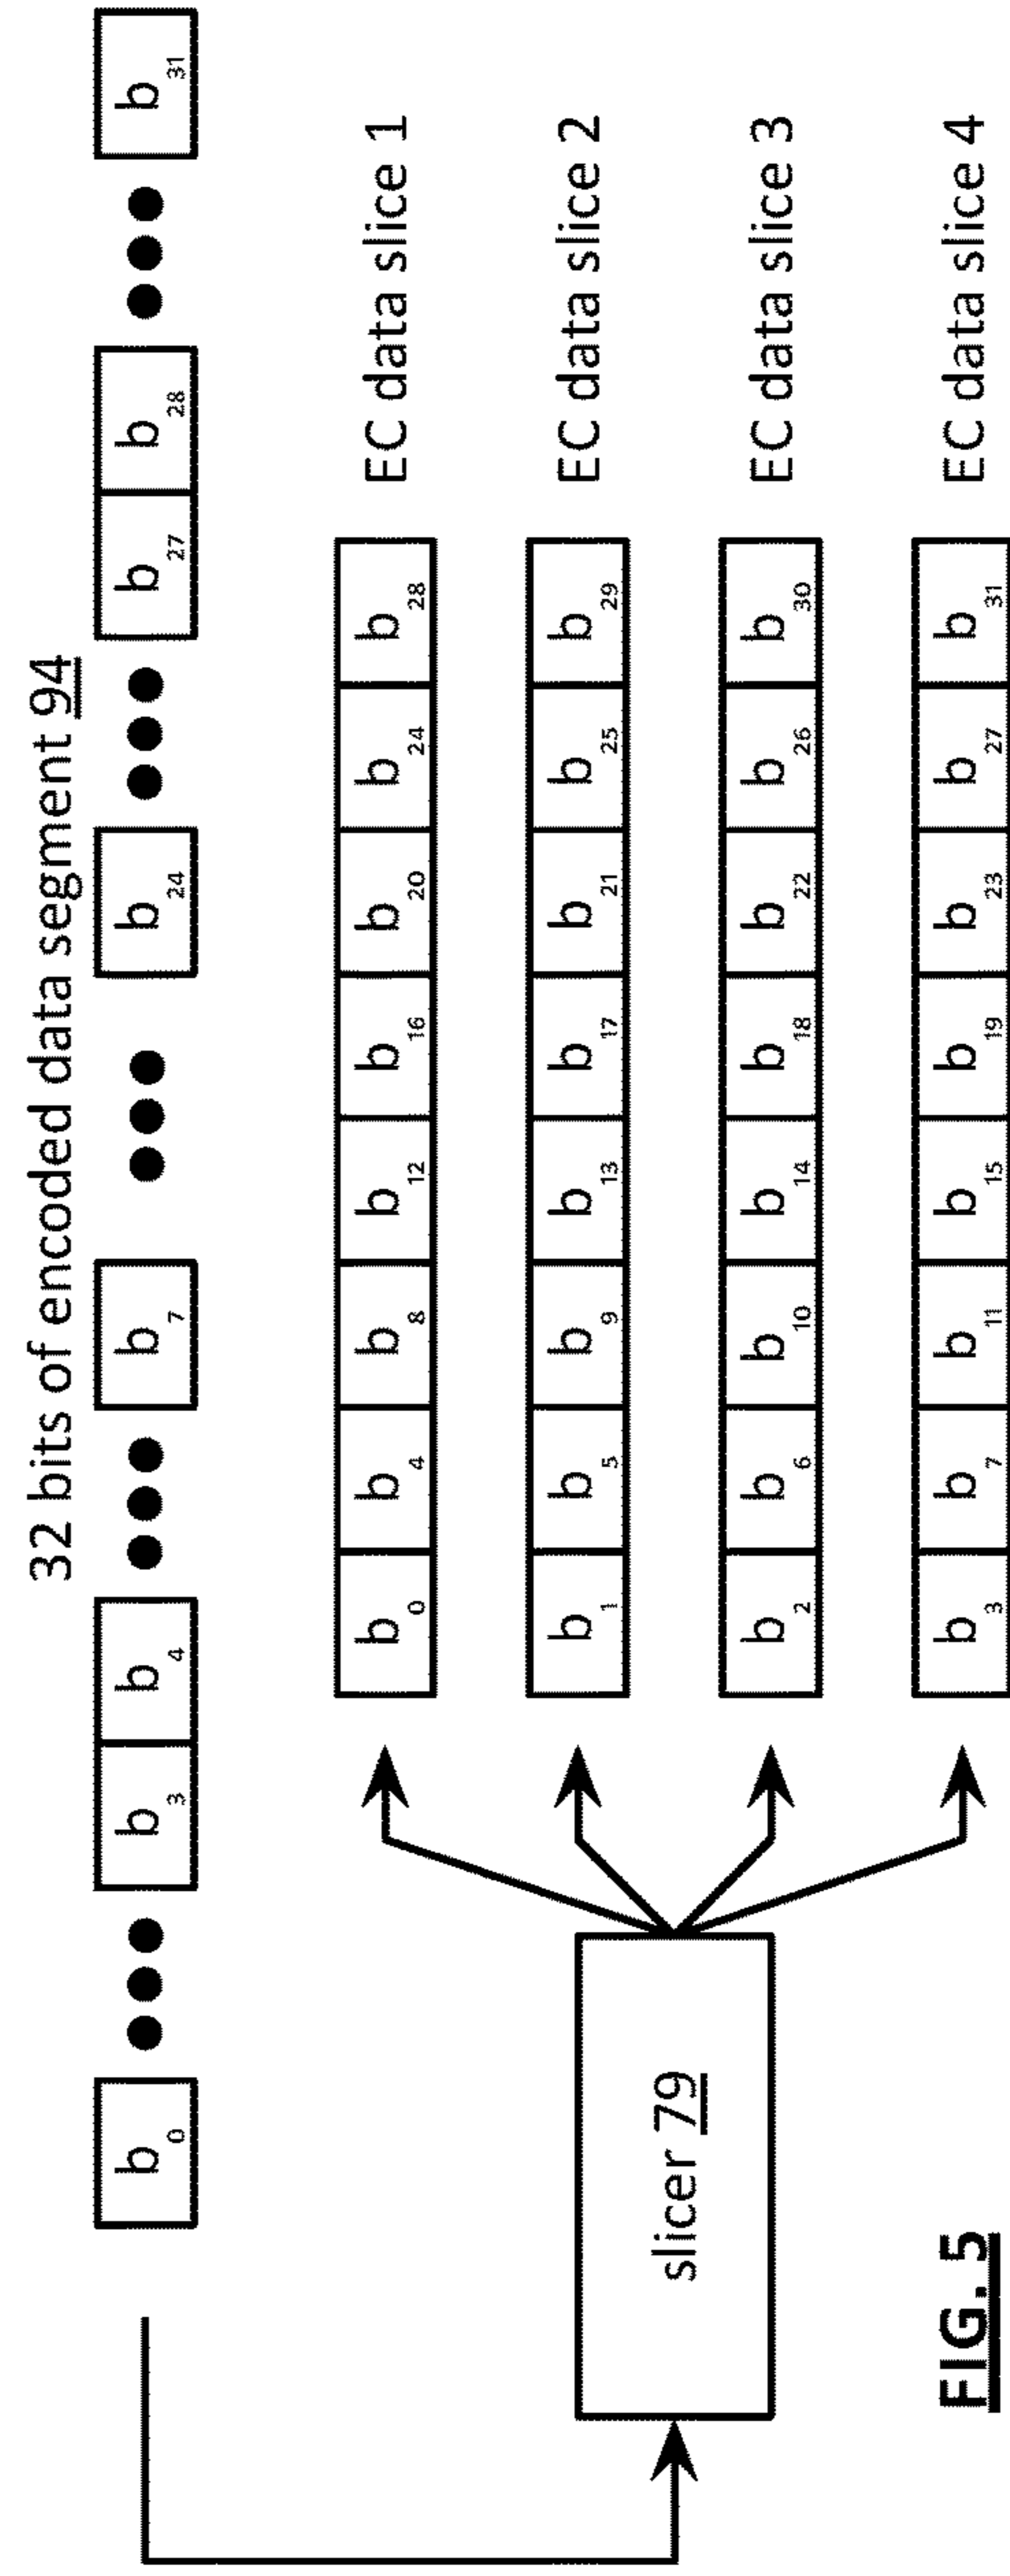 32 bits of encoded data segment 94
b0 ●●● b3 b4 ●●● b7 ●●● b24 ●●● b27 b28 ●●● b31
b0 b4 b8 b12 b16 b20 b24 b28 EC data slice 1
b1 b5 b9 b13 b17 b21 b25 b29 EC data slice 2
slicer 79
b2 b6 b10 b14 b18 b22 b26 b30 EC data slice 3
b3 b7 b11 b15 b19 b23 b27 b31 EC data slice 4
FIG. 5